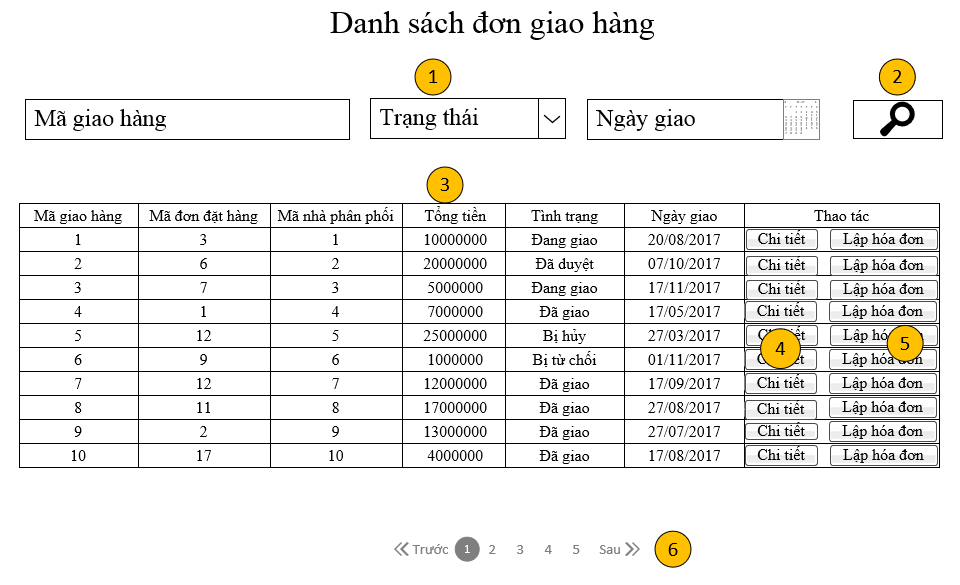 Danh sách đơn giao hàng
1 2
Mã giao hàng Trạng thái Ngày giao
3
Mã giao hàng Mã đơn đặt hàng Mã nhà phân phối Tổng tiền Tình trạng Ngày giao Thao tác
1 3 1 10000000 Đang giao 20/08/2017 Chi tiết Lập hóa đơn
2 6 2 20000000 Đã duyệt 07/10/2017 Chi tiết Lập hóa đơn
3 7 3 5000000 Đang giao 17/11/2017 Chi tiết Lập hóa đơn
4 1 4 7000000 Đã giao 17/05/2017 Chi tiết Lập hóa đơn
5 12 5 25000000 Bị hủy 27/03/2017 Lập
4 5
6 9 6 1000000 Bị từ chối 01/11/2017 Lập hóa đơn
7 12 7 12000000 Đã giao 17/09/2017 Chi tiết Lập hóa đơn
8 11 8 17000000 Đã giao 27/08/2017 Chi tiết Lập hóa đơn
9 2 9 13000000 Đã giao 27/07/2017 Chi tiết Lập hóa đơn
10 17 10 4000000 Đã giao 17/08/2017 Chi tiết Lập hóa đơn
Trước 1 2 3 4 5 Sau 6